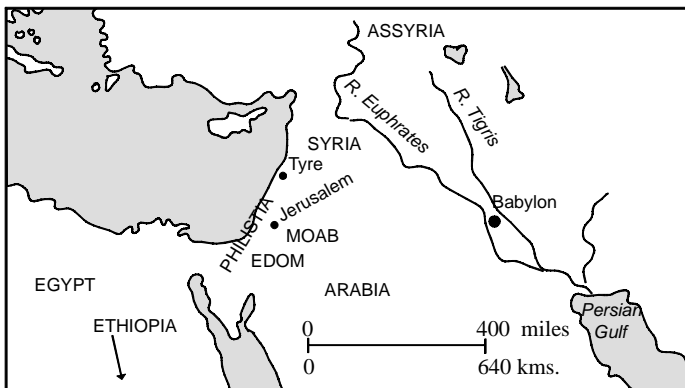 ASSYRIA
R. Euphrates
R. Tigris
SYRIA
Tyre
Jerusalem
Babylon
PHILISTIA
MOAB
EDOM
EGYPT
ARABIA
Persian
Gulf
ETHIOPIA
0 400 miles
0 640 kms.